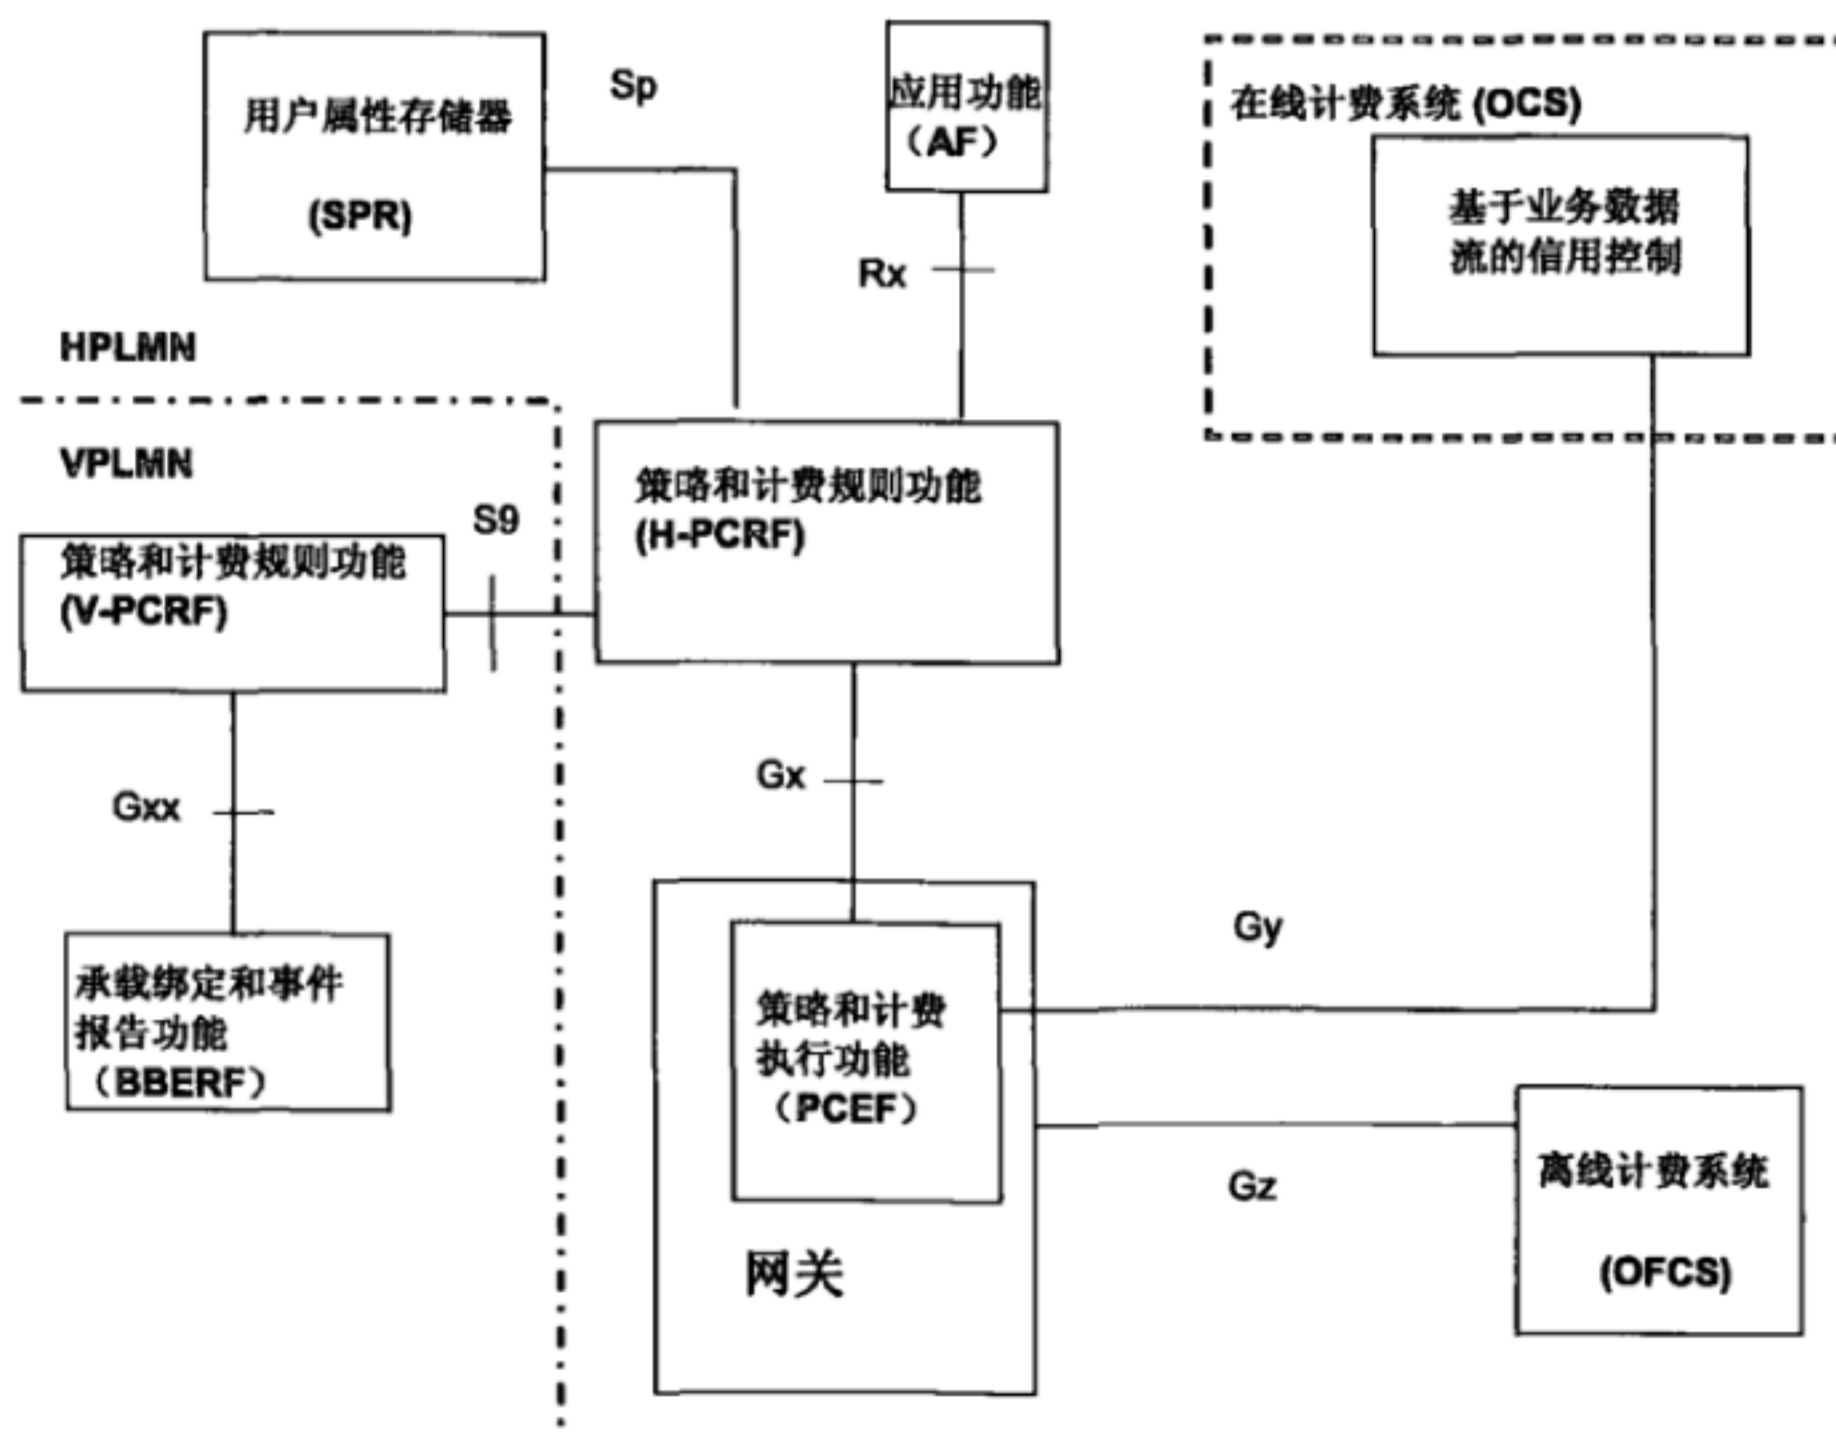 用户属性存储器
(SPR)
Sp
应用功能
（AF）
在线计费系统 (OCS)
基于业务数据
流的信用控制
Rx
HPLMN
VPLMN
S9
策略和计费规则功能
(H-PCRF)
策略和计费规则功能
(V-PCRF)
Gx
Gxx
Gy
承载绑定和事件
报告功能
（BBERF）
策略和计费
执行功能
（PCEF）
网关
Gz
离线计费系统
(OFCS)